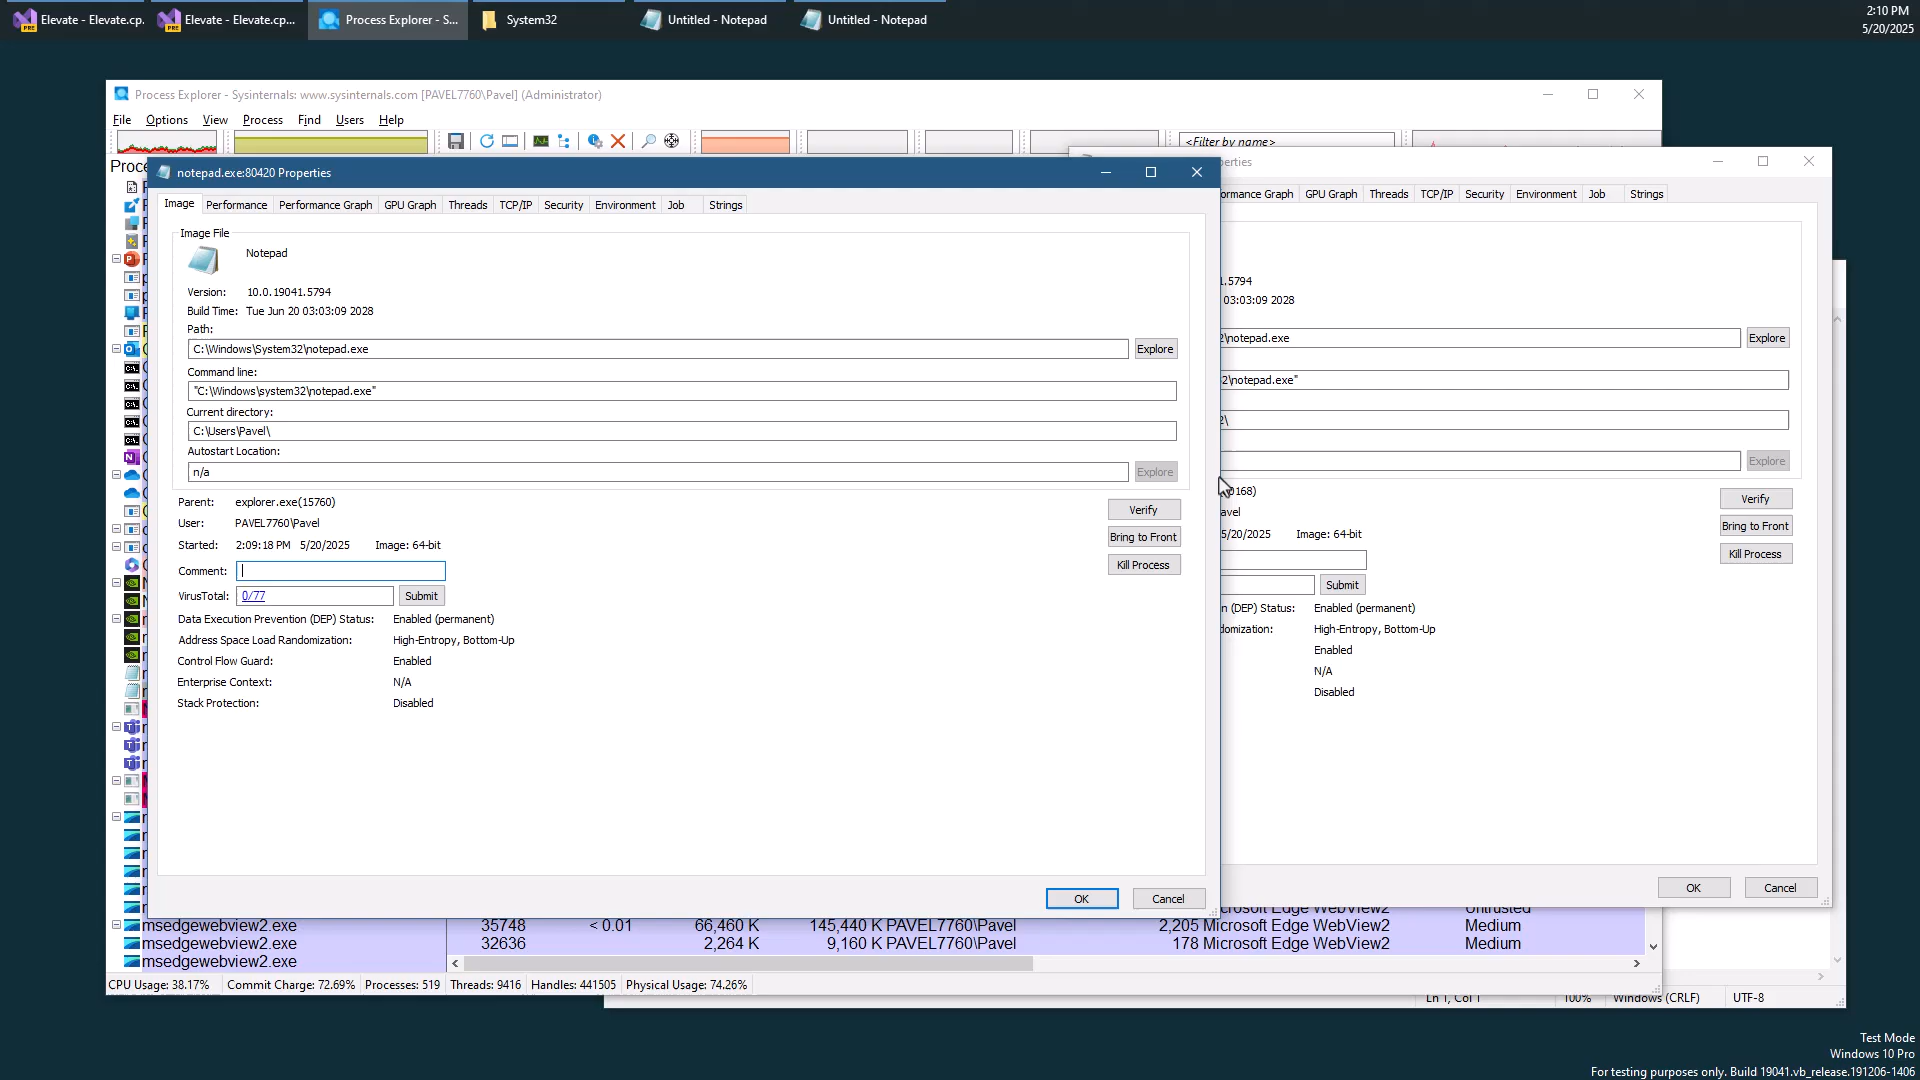 Elevate - Elevate.cp. Elevate - Elevate.cp... Process Explorer - S... System32 Untitled - Notepad Untitled - Notepad 2:10 PM
5/20/2025
Process Explorer - Sysinternals: www.sysinternals.com [PAVEL7760\Pavel] (Administrator)
File Options View Process Find Users Help
<Filter by name>
Proce
notepad.exe:80420 Properties
Image Performance Performance Graph GPU Graph Threads TCP/IP Security Environment Job Strings
Image File
Notepad
Version: 10.0.19041.5794
Build Time: Tue Jun 20 03:03:09 2028
Path:
C:\Windows\System32\notepad.exe Explore
Command line:
"C:\Windows\system32\notepad.exe"
Current directory:
C:\Users\Pavel\
Autostart Location:
n/a Explore
Parent: explorer.exe(15760)
User: PAVEL7760\Pavel Verify
Started: 2:09:18 PM 5/20/2025 Image: 64-bit Bring to Front
Comment: Kill Process
VirusTotal: 0/77 Submit
Data Execution Prevention (DEP) Status: Enabled (permanent)
Address Space Load Randomization: High-Entropy, Bottom-Up
Control Flow Guard: Enabled
Enterprise Context: N/A
Stack Protection: Disabled
OK Cancel
erties
ormance Graph GPU Graph Threads TCP/IP Security Environment Job Strings
.5794
03:03:09 2028
2\notepad.exe Explore
32\notepad.exe"
2\
Explore
0168)
avel Verify
5/20/2025 Image: 64-bit Bring to Front
Kill Process
Submit
n (DEP) Status: Enabled (permanent)
domization: High-Entropy, Bottom-Up
Enabled
N/A
Disabled
OK Cancel
crosoft Edge WebView2 Untrusted
msedgewebview2.exe 35748 < 0.01 66,460 K 145,440 K PAVEL7760\Pavel 2,205 Microsoft Edge WebView2 Medium
msedgewebview2.exe 32636 2,264 K 9,160 K PAVEL7760\Pavel 178 Microsoft Edge WebView2 Medium
msedgewebview2.exe
CPU Usage: 38.17% Commit Charge: 72.69% Processes: 519 Threads: 9416 Handles: 441505 Physical Usage: 74.26%
Ln 1, Col 1 100% Windows (CRLF) UTF-8
Test Mode
Windows 10 Pro
For testing purposes only. Build 19041.vb_release.191206-1406